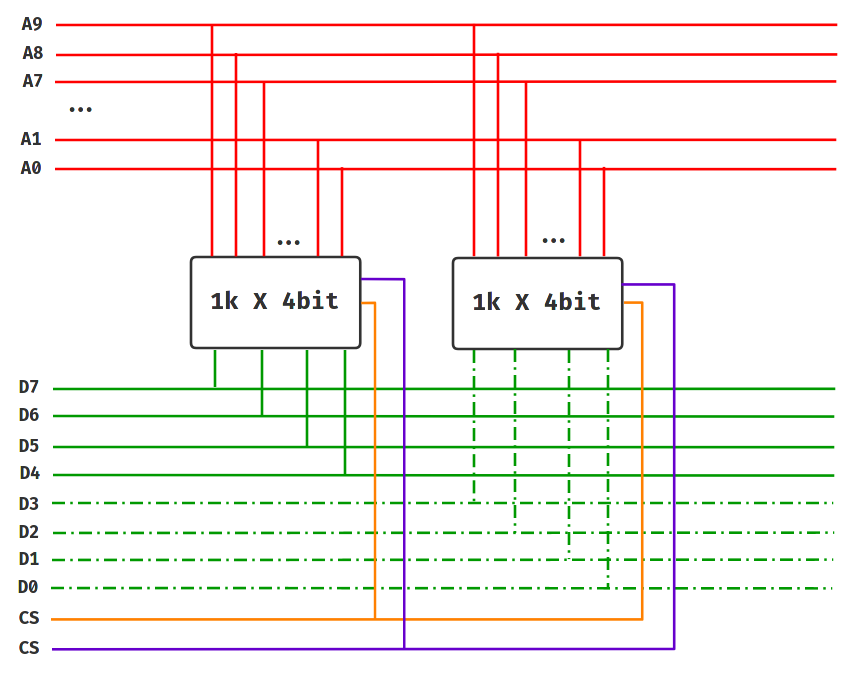 A9
A8
A7
...
A1
A0
... ...
1k X 4bit 1k X 4bit
D7
D6
D5
D4
D3
D2
D1
D0
CS
CS